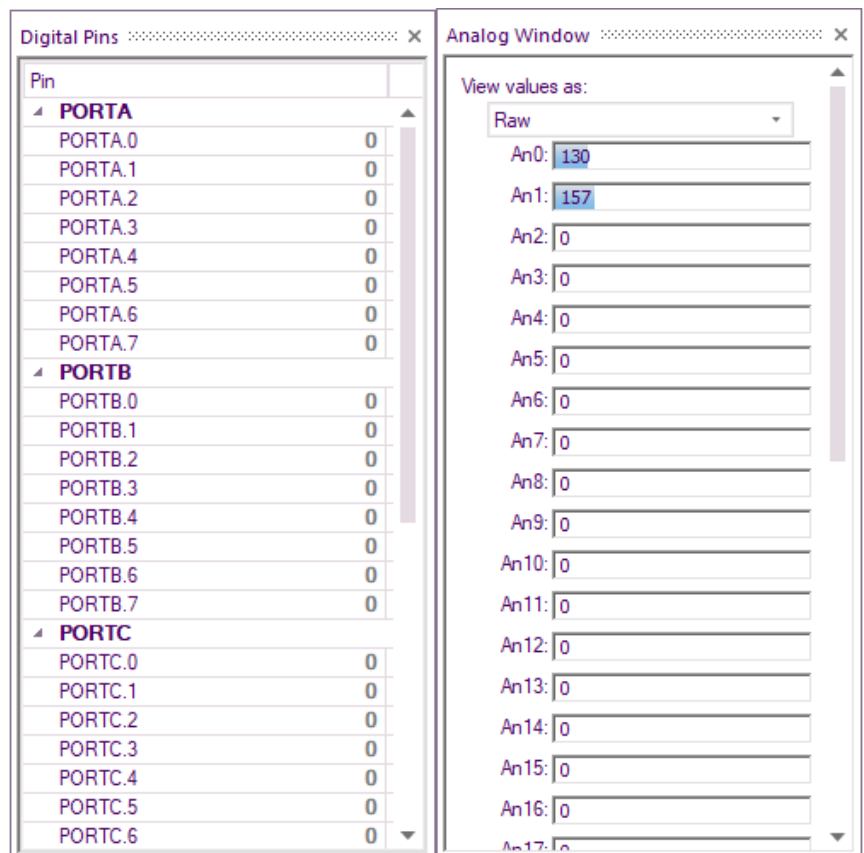 Digital Pins
Pin
PORTA
PORTA.0 0
PORTA.1 0
PORTA.2 0
PORTA.3 0
PORTA.4 0
PORTA.5 0
PORTA.6 0
PORTA.7 0
PORTB
PORTB.0 0
PORTB.1 0
PORTB.2 0
PORTB.3 0
PORTB.4 0
PORTB.5 0
PORTB.6 0
PORTB.7 0
PORTC
PORTC.0 0
PORTC.1 0
PORTC.2 0
PORTC.3 0
PORTC.4 0
PORTC.5 0
PORTC.6 0
Analog Window
View values as:
Raw
An0: 130
An1: 157
An2: 0
An3: 0
An4: 0
An5: 0
An6: 0
An7: 0
An8: 0
An9: 0
An10: 0
An11: 0
An12: 0
An13: 0
An14: 0
An15: 0
An16: 0
An17: 0